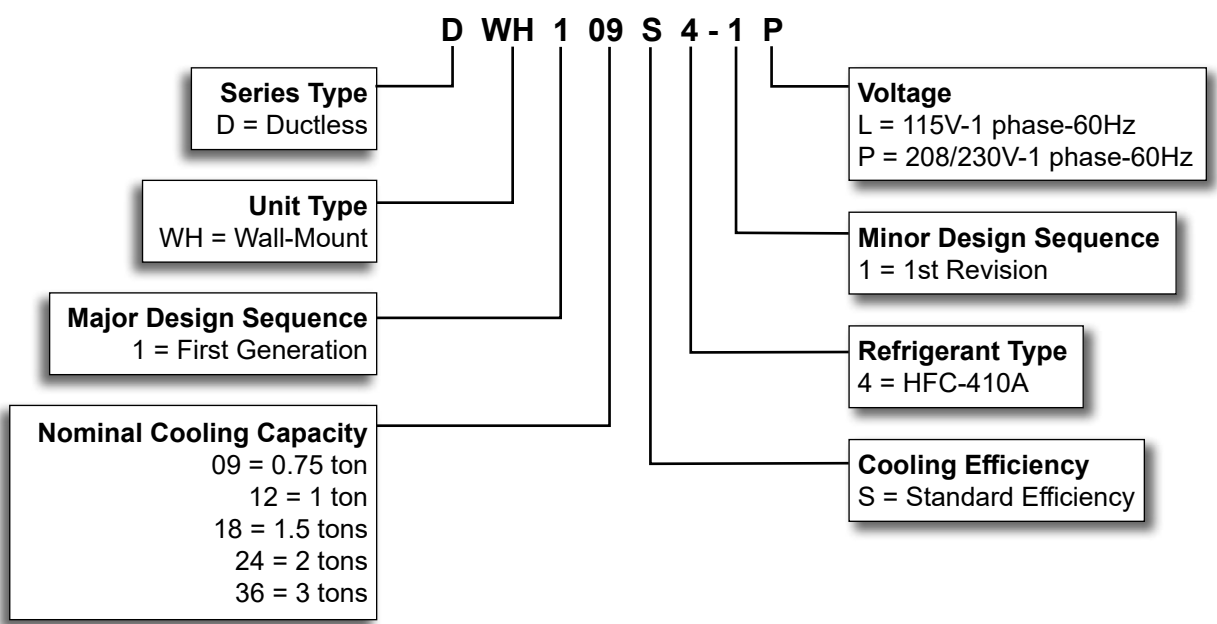 D WH 1 09 S 4 - 1 P
Series Type
D = Ductless
Unit Type
WH = Wall-Mount
Major Design Sequence
1 = First Generation
Nominal Cooling Capacity
09 = 0.75 ton
12 = 1 ton
18 = 1.5 tons
24 = 2 tons
36 = 3 tons
Voltage
L = 115V-1 phase-60Hz
P = 208/230V-1 phase-60Hz
Minor Design Sequence
1 = 1st Revision
Refrigerant Type
4 = HFC-410A
Cooling Efficiency
S = Standard Efficiency